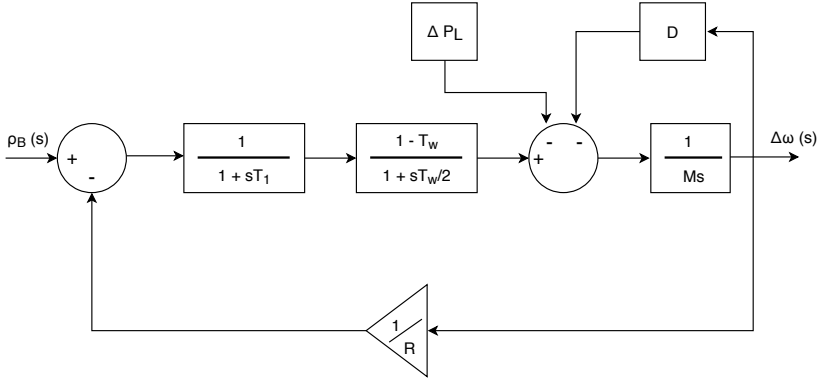 Δ P_L
D
ρ_B (s)
+
-
1
1 + sT_1
1 - T_w
1 + sT_w/2
+
-
-
1
Ms
Δω (s)
1
R